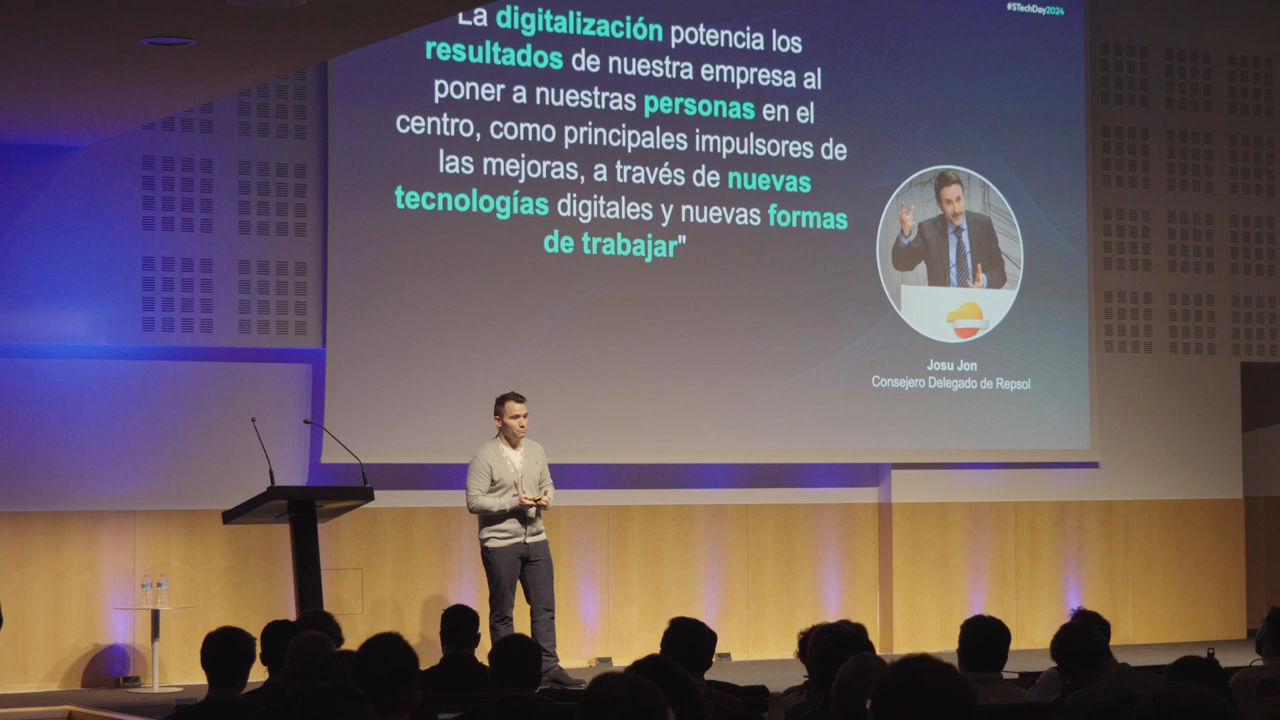 #STechDay2024
La digitalización potencia los
resultados de nuestra empresa al
poner a nuestras personas en el
centro, como principales impulsores de
las mejoras, a través de nuevas
tecnologías digitales y nuevas formas
de trabajar"
Josu Jon
Consejero Delegado de Repsol